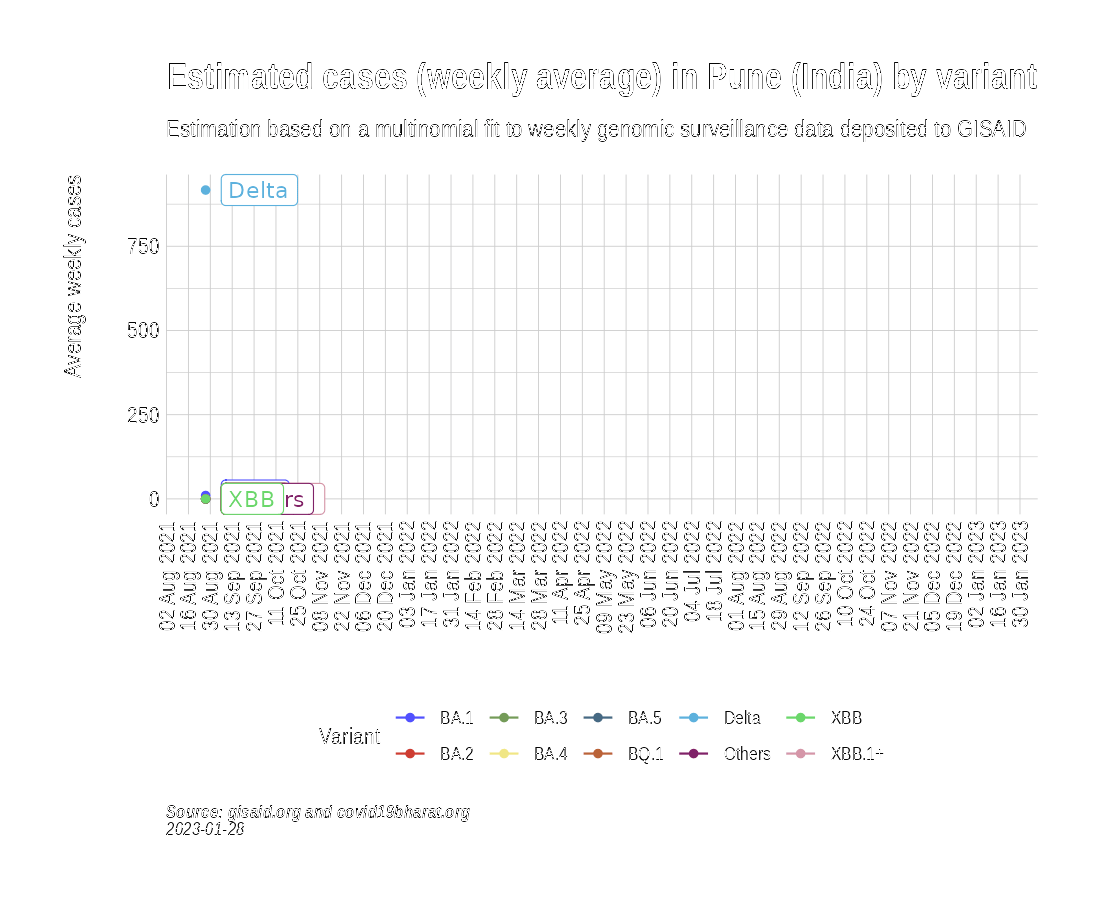 Estimated cases (weekly average) in Pune (India) by variant
Estimation based on a multinomial fit to weekly genomic surveillance data deposited to GISAID
Average weekly cases
750
500
250
0
Delta
XBB
rs
02 Aug 2021
16 Aug 2021
30 Aug 2021
13 Sep 2021
27 Sep 2021
11 Oct 2021
25 Oct 2021
08 Nov 2021
22 Nov 2021
06 Dec 2021
20 Dec 2021
03 Jan 2022
17 Jan 2022
31 Jan 2022
14 Feb 2022
28 Feb 2022
14 Mar 2022
28 Mar 2022
11 Apr 2022
25 Apr 2022
09 May 2022
23 May 2022
06 Jun 2022
20 Jun 2022
04 Jul 2022
18 Jul 2022
01 Aug 2022
15 Aug 2022
29 Aug 2022
12 Sep 2022
26 Sep 2022
10 Oct 2022
24 Oct 2022
07 Nov 2022
21 Nov 2022
05 Dec 2022
19 Dec 2022
02 Jan 2023
16 Jan 2023
30 Jan 2023
Variant
BA.1 BA.3 BA.5 Delta XBB
BA.2 BA.4 BQ.1 Others XBB.1+
Source: gisaid.org and covid19bharat.org
2023-01-28